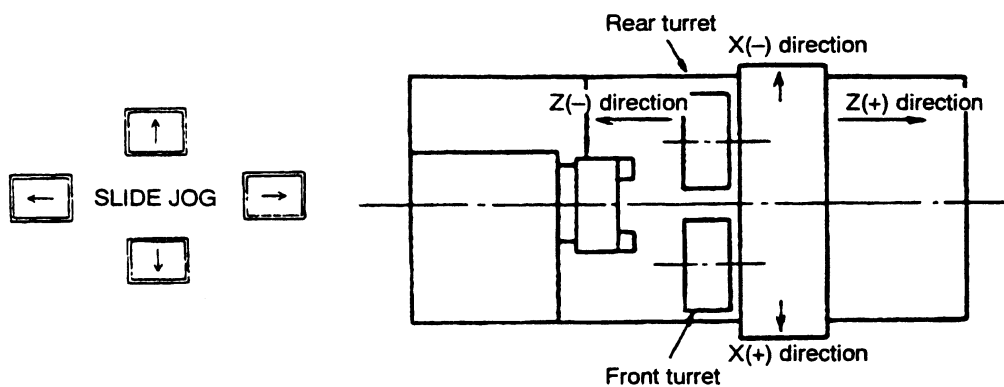 Rear turret
X(–) direction
Z(–) direction
Z(+) direction
SLIDE JOG
X(+) direction
Front turret